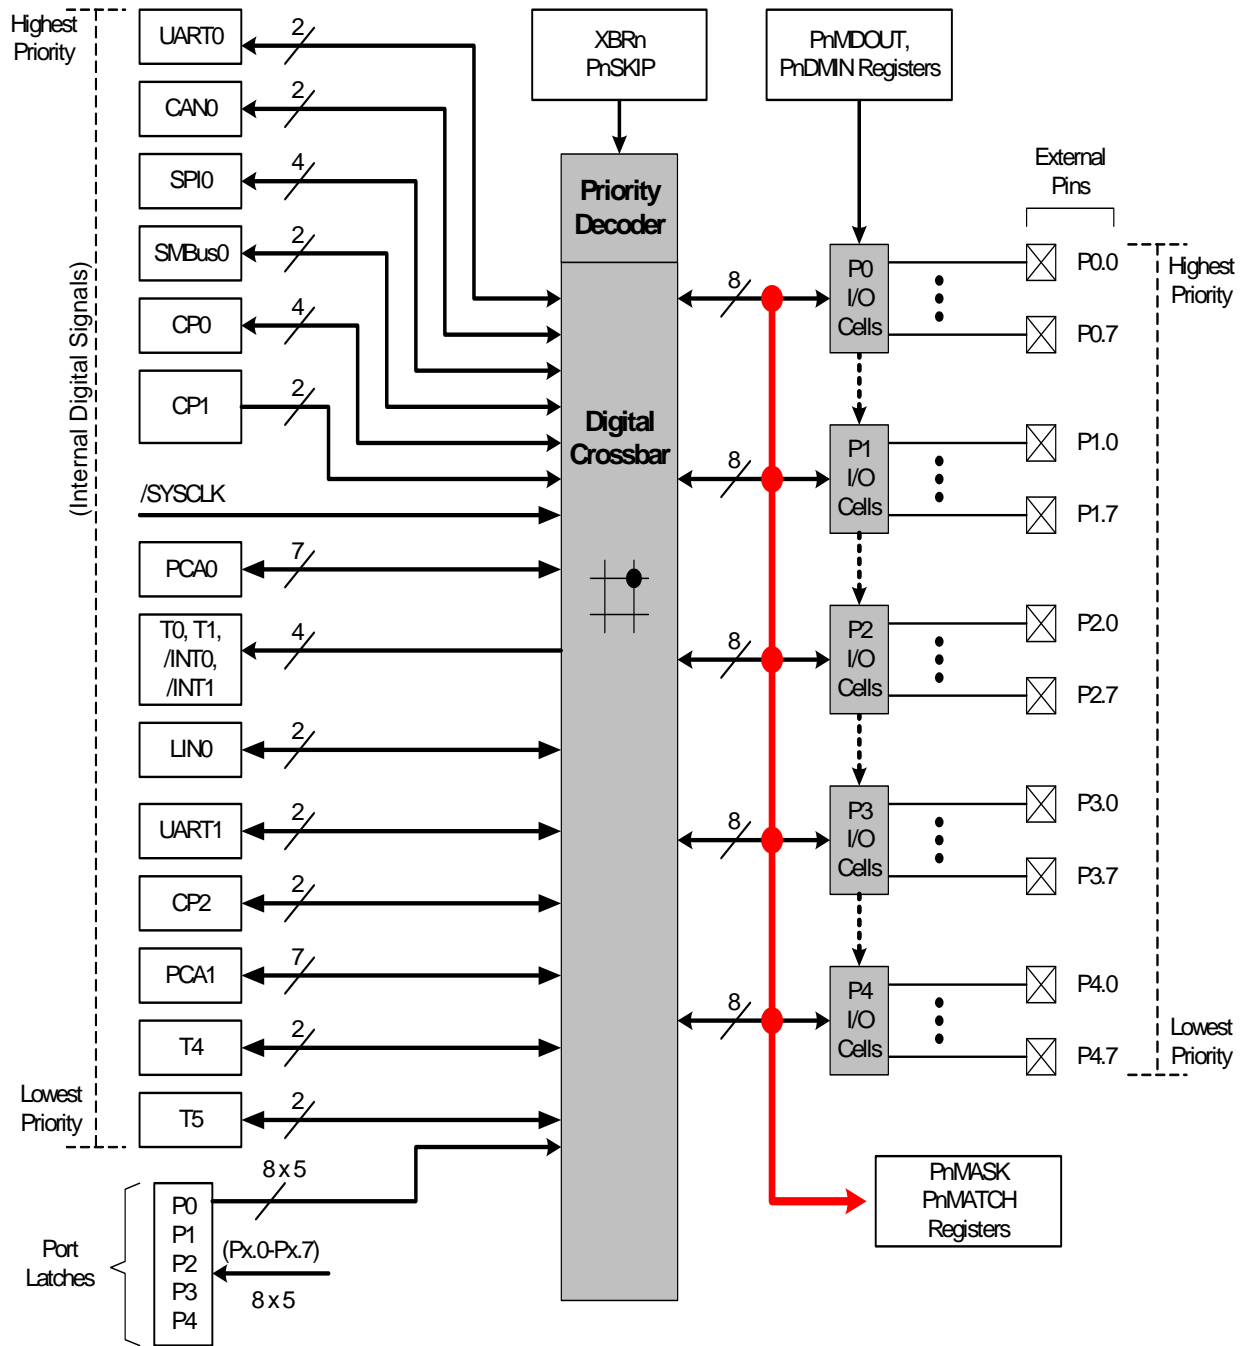 Highest
Priority
(Internal Digital Signals)
Lowest
Priority
UART0
2
CAN0
2
SPI0
4
SMBus0
2
CP0
4
CP1
2
/SYSCLK
PCA0
7
T0, T1,
/INT0,
/INT1
4
LIN0
2
UART1
2
CP2
2
PCA1
7
T4
2
T5
2
Port
Latches
P0
P1
P2
P3
P4
8 x 5
(Px.0-Px.7)
8 x 5
XBRn
PnSKIP
Priority
Decoder
Digital
Crossbar
PnMDOUT,
PnDMIN Registers
External
Pins
8
P0
I/O
Cells
P0.0
P0.7
8
P1
I/O
Cells
P1.0
P1.7
8
P2
I/O
Cells
P2.0
P2.7
8
P3
I/O
Cells
P3.0
P3.7
8
P4
I/O
Cells
P4.0
P4.7
Highest
Priority
Lowest
Priority
PnMASK
PnMATCH
Registers